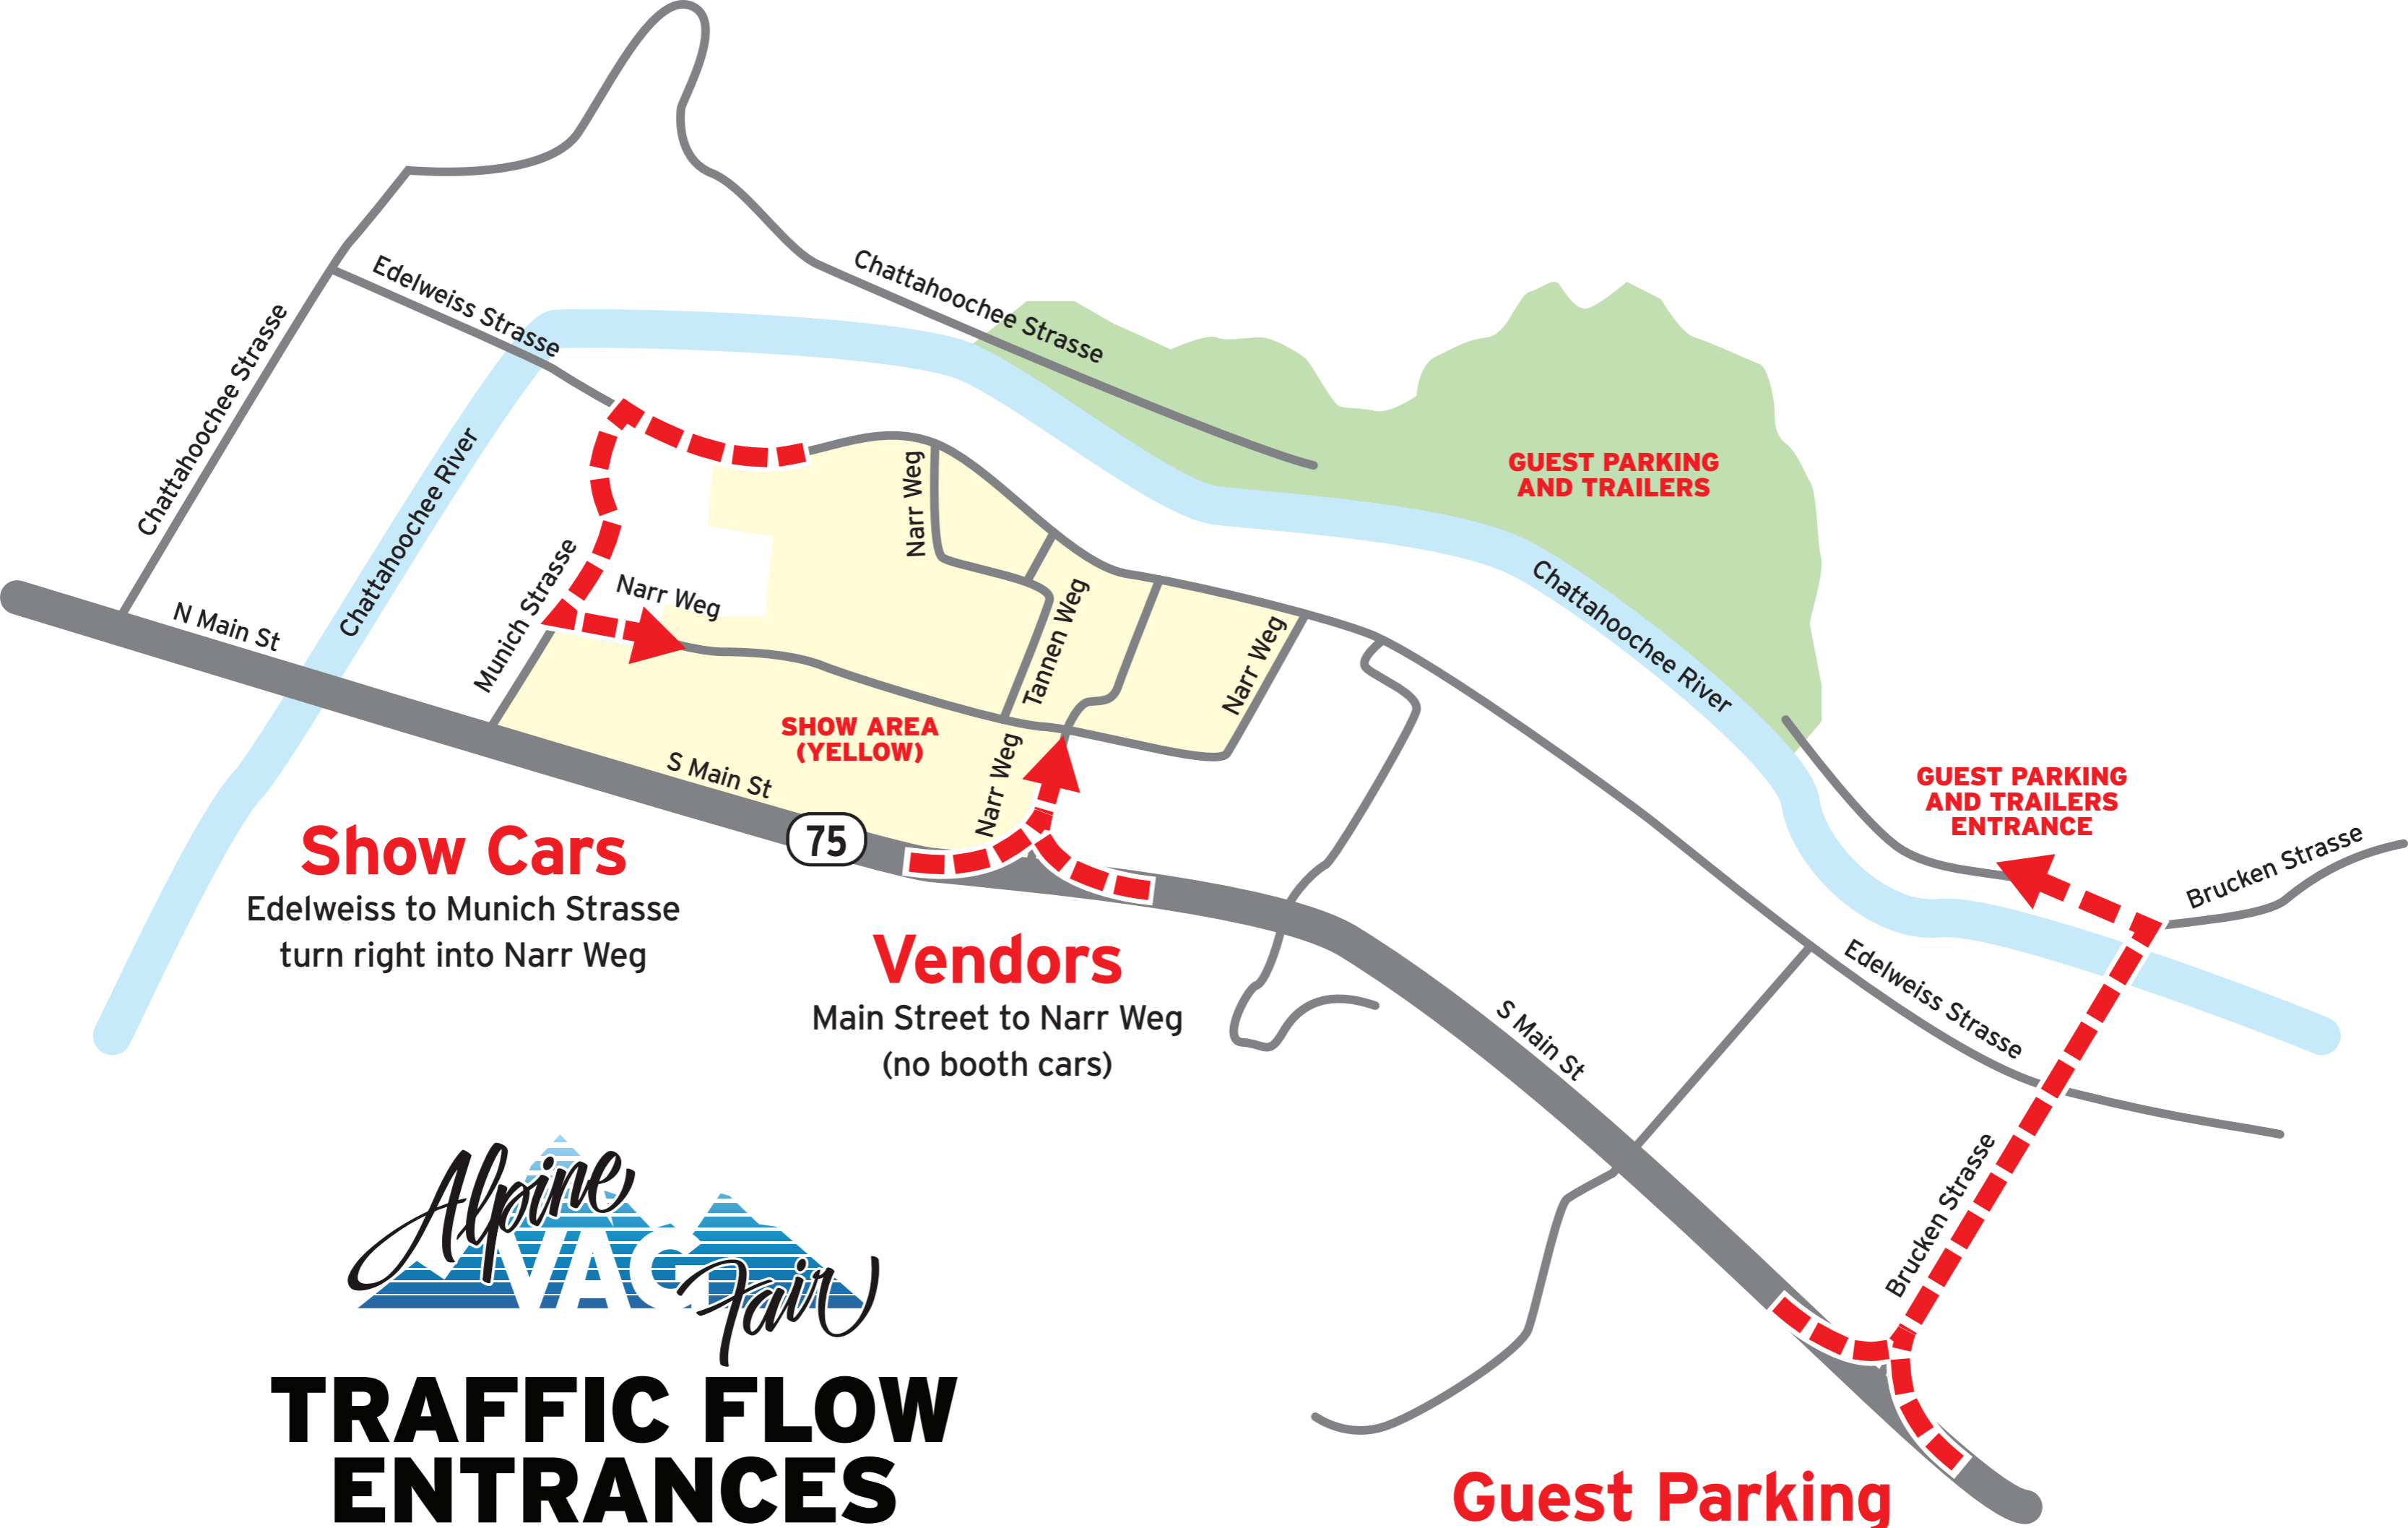 Chattahoochee Strasse
Edelweiss Strasse
Chattahoochee Strasse
Chattahoochee River
GUEST PARKING
AND TRAILERS
Narr Weg
Munich Strasse
Narr Weg
N Main St
Tannen Weg
Narr Weg
Chattahoochee River
SHOW AREA
(YELLOW)
S Main St
Narr Weg
75
GUEST PARKING
AND TRAILERS
ENTRANCE
Brucken Strasse
Show Cars
Edelweiss to Munich Strasse
turn right into Narr Weg
Vendors
Main Street to Narr Weg
(no booth cars)
Edelweiss Strasse
S Main St
Brucken Strasse
Alpine
VAG
Fair
TRAFFIC FLOW
ENTRANCES
Guest Parking